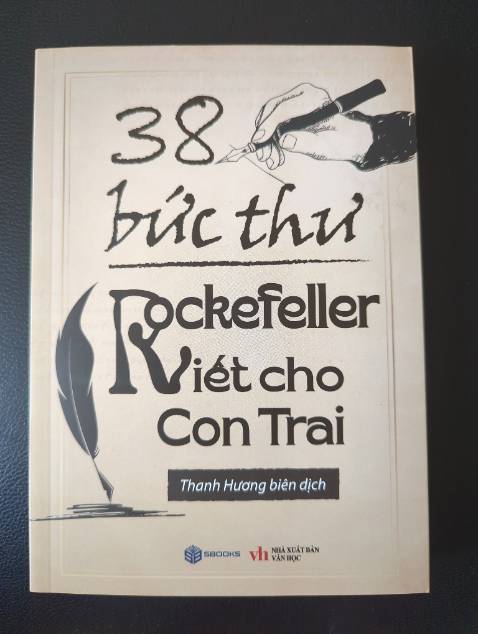 38
bức thư
Rockefeller
Viết cho
Con Trai
Thanh Hương biên dịch
SBOOKS
vh NHÀ XUẤT BẢN
VĂN HỌC